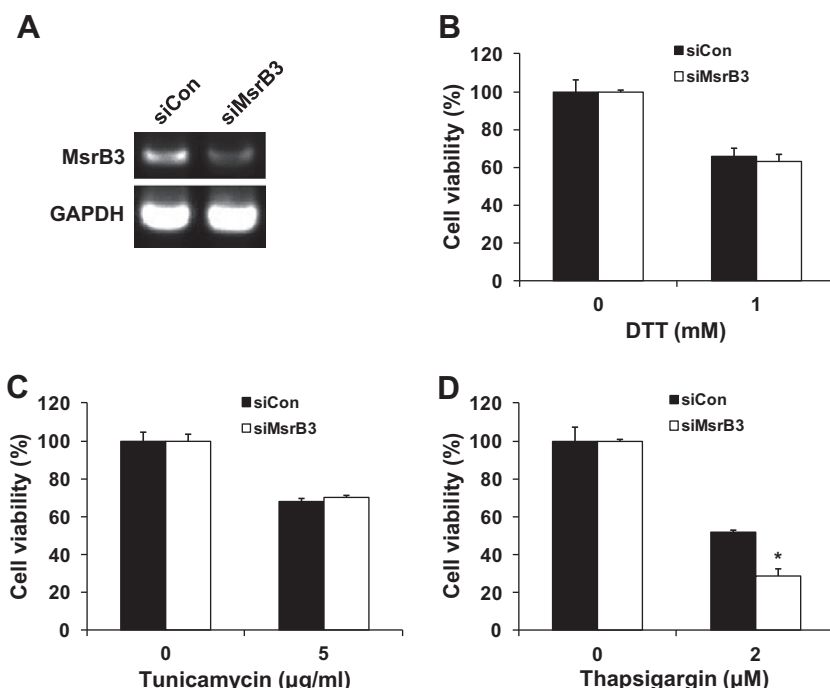 A
siCon
siMsrB3
MsrB3
GAPDH
B
siCon
siMsrB3
Cell viability (%)
120
100
80
60
40
20
0
0
1
DTT (mM)
C
siCon
siMsrB3
Cell viability (%)
120
100
80
60
40
20
0
0
5
Tunicamycin (µg/ml)
D
siCon
siMsrB3
Cell viability (%)
120
100
80
60
40
20
0
*
0
2
Thapsigargin (µM)